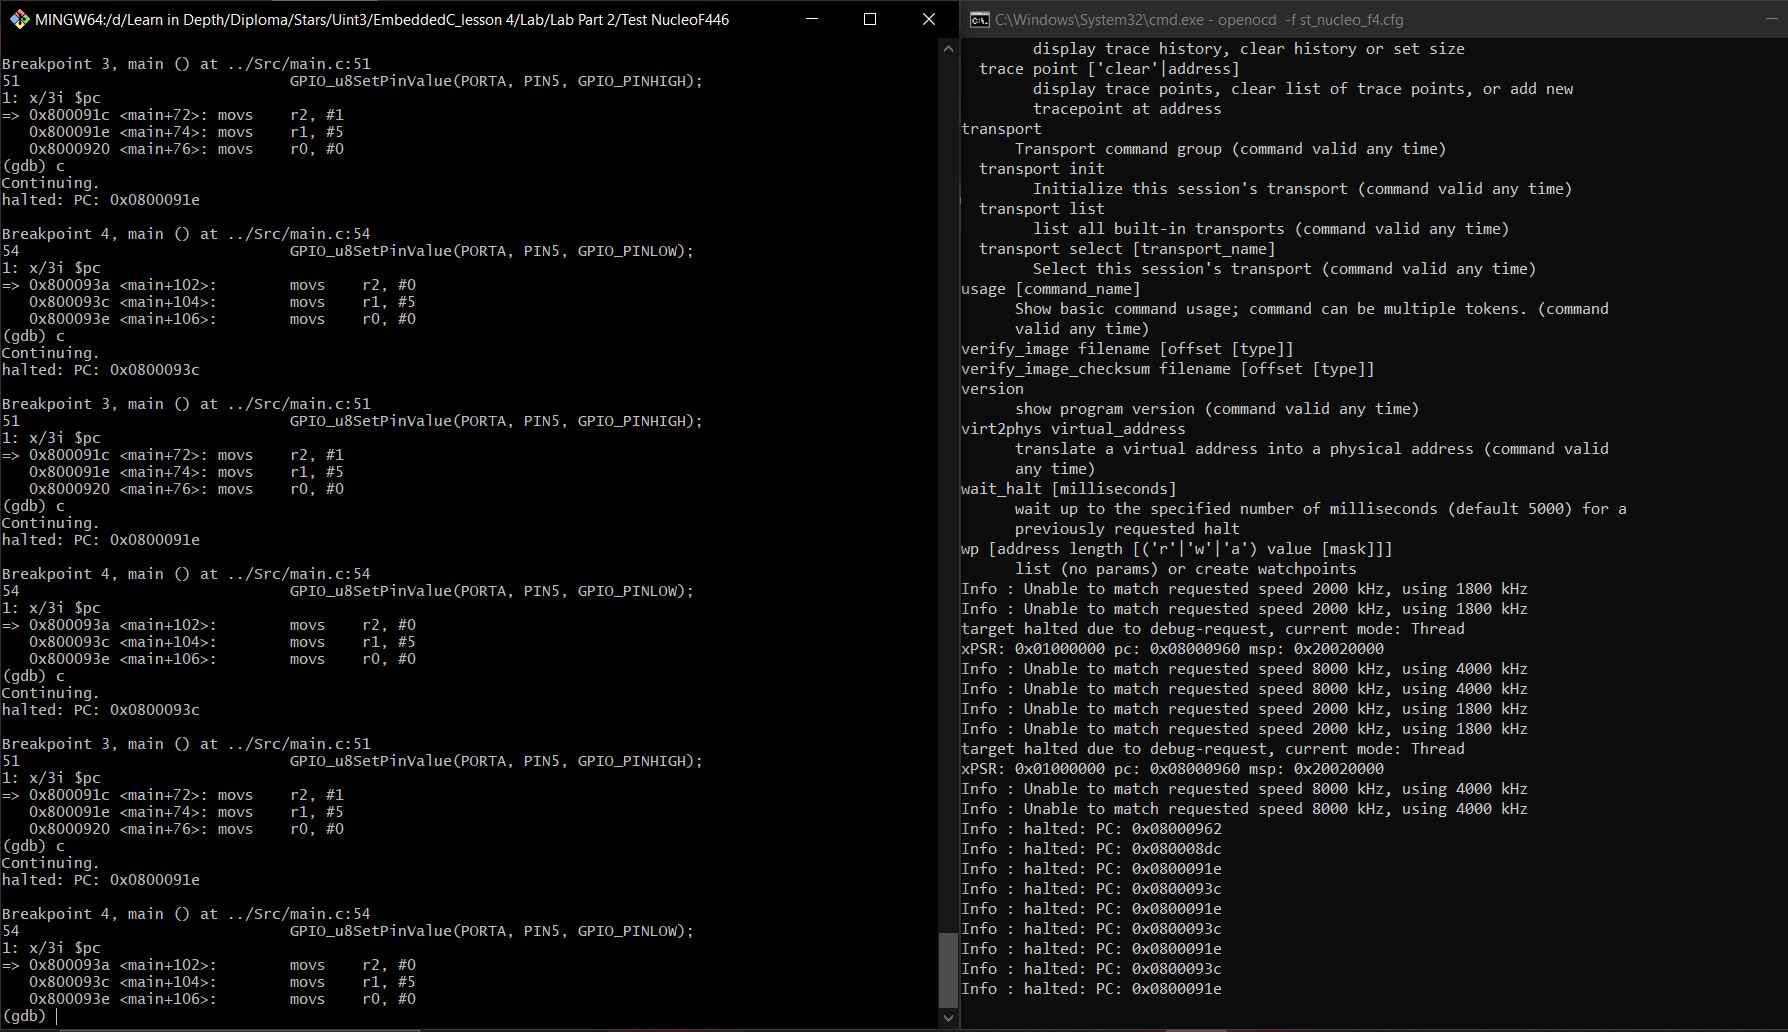 MINGW64:/d/Learn in Depth/Diploma/Stars/Uint3/EmbeddedC_lesson 4/Lab/Lab Part 2/Test NucleoF446
Breakpoint 3, main () at ../Src/main.c:51
51                              GPIO_u8SetPinValue(PORTA, PIN5, GPIO_PINHIGH);
1: x/3i $pc
=> 0x800091c <main+72>: movs    r2, #1
   0x800091e <main+74>: movs    r1, #5
   0x8000920 <main+76>: movs    r0, #0
(gdb) c
Continuing.
halted: PC: 0x0800091e
Breakpoint 4, main () at ../Src/main.c:54
54                              GPIO_u8SetPinValue(PORTA, PIN5, GPIO_PINLOW);
1: x/3i $pc
=> 0x800093a <main+102>:        movs    r2, #0
   0x800093c <main+104>:        movs    r1, #5
   0x800093e <main+106>:        movs    r0, #0
(gdb) c
Continuing.
halted: PC: 0x0800093c
Breakpoint 3, main () at ../Src/main.c:51
51                              GPIO_u8SetPinValue(PORTA, PIN5, GPIO_PINHIGH);
1: x/3i $pc
=> 0x800091c <main+72>: movs    r2, #1
   0x800091e <main+74>: movs    r1, #5
   0x8000920 <main+76>: movs    r0, #0
(gdb) c
Continuing.
halted: PC: 0x0800091e
Breakpoint 4, main () at ../Src/main.c:54
54                              GPIO_u8SetPinValue(PORTA, PIN5, GPIO_PINLOW);
1: x/3i $pc
=> 0x800093a <main+102>:        movs    r2, #0
   0x800093c <main+104>:        movs    r1, #5
   0x800093e <main+106>:        movs    r0, #0
(gdb) c
Continuing.
halted: PC: 0x0800093c
Breakpoint 3, main () at ../Src/main.c:51
51                              GPIO_u8SetPinValue(PORTA, PIN5, GPIO_PINHIGH);
1: x/3i $pc
=> 0x800091c <main+72>: movs    r2, #1
   0x800091e <main+74>: movs    r1, #5
   0x8000920 <main+76>: movs    r0, #0
(gdb) c
Continuing.
halted: PC: 0x0800091e
Breakpoint 4, main () at ../Src/main.c:54
54                              GPIO_u8SetPinValue(PORTA, PIN5, GPIO_PINLOW);
1: x/3i $pc
=> 0x800093a <main+102>:        movs    r2, #0
   0x800093c <main+104>:        movs    r1, #5
   0x800093e <main+106>:        movs    r0, #0
(gdb)
C:\Windows\System32\cmd.exe - openocd  -f st_nucleo_f4.cfg
        display trace history, clear history or set size
  trace point ['clear'|address]
        display trace points, clear list of trace points, or add new
        tracepoint at address
transport
      Transport command group (command valid any time)
  transport init
        Initialize this session's transport (command valid any time)
  transport list
        list all built-in transports (command valid any time)
  transport select [transport_name]
        Select this session's transport (command valid any time)
usage [command_name]
      Show basic command usage; command can be multiple tokens. (command
      valid any time)
verify_image filename [offset [type]]
verify_image_checksum filename [offset [type]]
version
      show program version (command valid any time)
virt2phys virtual_address
      translate a virtual address into a physical address (command valid
      any time)
wait_halt [milliseconds]
      wait up to the specified number of milliseconds (default 5000) for a
      previously requested halt
wp [address length [('r'|'w'|'a') value [mask]]]
      list (no params) or create watchpoints
Info : Unable to match requested speed 2000 kHz, using 1800 kHz
Info : Unable to match requested speed 2000 kHz, using 1800 kHz
target halted due to debug-request, current mode: Thread
xPSR: 0x01000000 pc: 0x08000960 msp: 0x20020000
Info : Unable to match requested speed 8000 kHz, using 4000 kHz
Info : Unable to match requested speed 8000 kHz, using 4000 kHz
Info : Unable to match requested speed 2000 kHz, using 1800 kHz
Info : Unable to match requested speed 2000 kHz, using 1800 kHz
target halted due to debug-request, current mode: Thread
xPSR: 0x01000000 pc: 0x08000960 msp: 0x20020000
Info : Unable to match requested speed 8000 kHz, using 4000 kHz
Info : Unable to match requested speed 8000 kHz, using 4000 kHz
Info : halted: PC: 0x08000962
Info : halted: PC: 0x080008dc
Info : halted: PC: 0x0800091e
Info : halted: PC: 0x0800093c
Info : halted: PC: 0x0800091e
Info : halted: PC: 0x0800093c
Info : halted: PC: 0x0800091e
Info : halted: PC: 0x0800093c
Info : halted: PC: 0x0800091e